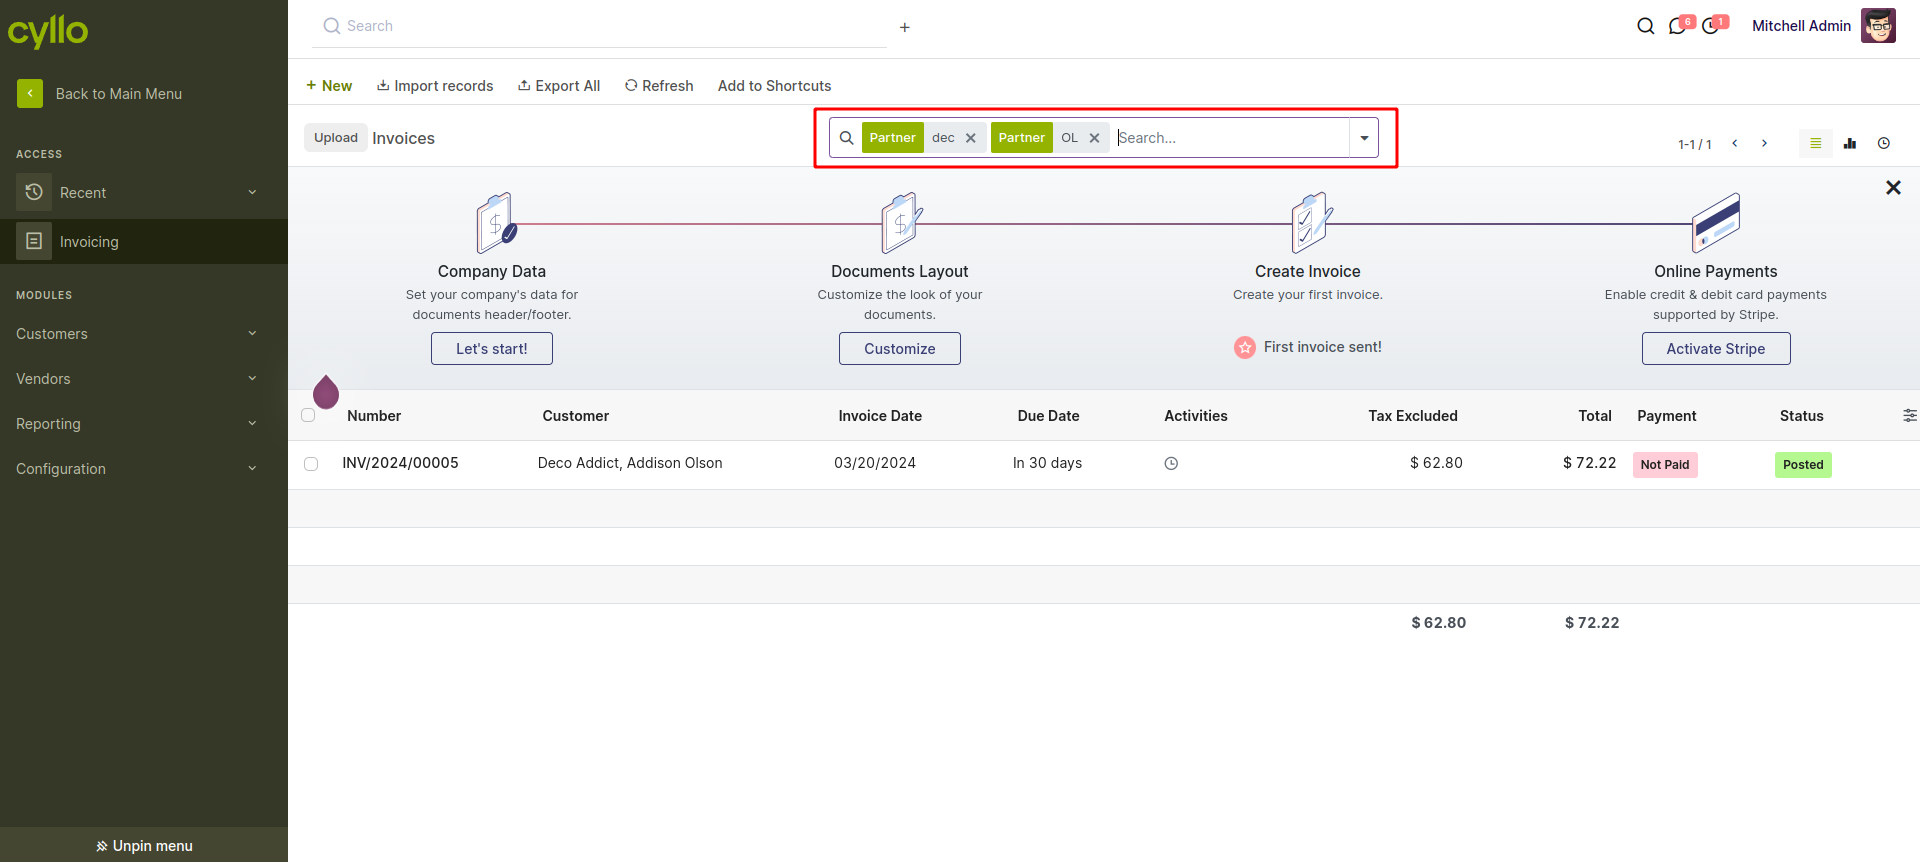 cyllo
Search
+
6
1
Mitchell Admin
Back to Main Menu
+ New
Import records
Export All
Refresh
Add to Shortcuts
Upload
Invoices
Partner
dec
Partner
OL
Search...
1-1 / 1
ACCESS
Recent
Invoicing
MODULES
Customers
Vendors
Reporting
Configuration
Unpin menu
Company Data
Set your company's data for
documents header/footer.
Let's start!
Documents Layout
Customize the look of your
documents.
Customize
Create Invoice
Create your first invoice.
First invoice sent!
Online Payments
Enable credit & debit card payments
supported by Stripe.
Activate Stripe
Number Customer Invoice Date Due Date Activities Tax Excluded Total Payment Status
INV/2024/00005 Deco Addict, Addison Olson 03/20/2024 In 30 days $ 62.80 $ 72.22 Not Paid Posted
$ 62.80 $ 72.22